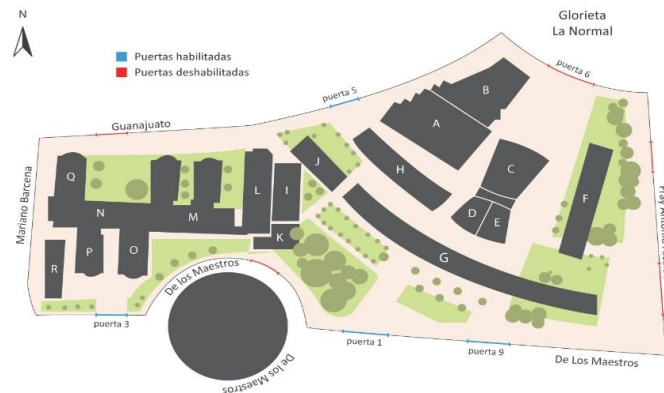 N
Glorieta
La Normal
Puertas habilitadas
Puertas deshabilitadas
puerta 6
puerta 5
Guanajuato
B
A
C
J
H
L
I
F
Q
Mariano Barcena
N
M
D
E
K
P
O
R
G
De los Maestros
puerta 3
De los Maestros
puerta 1
puerta 9
De Los Maestros